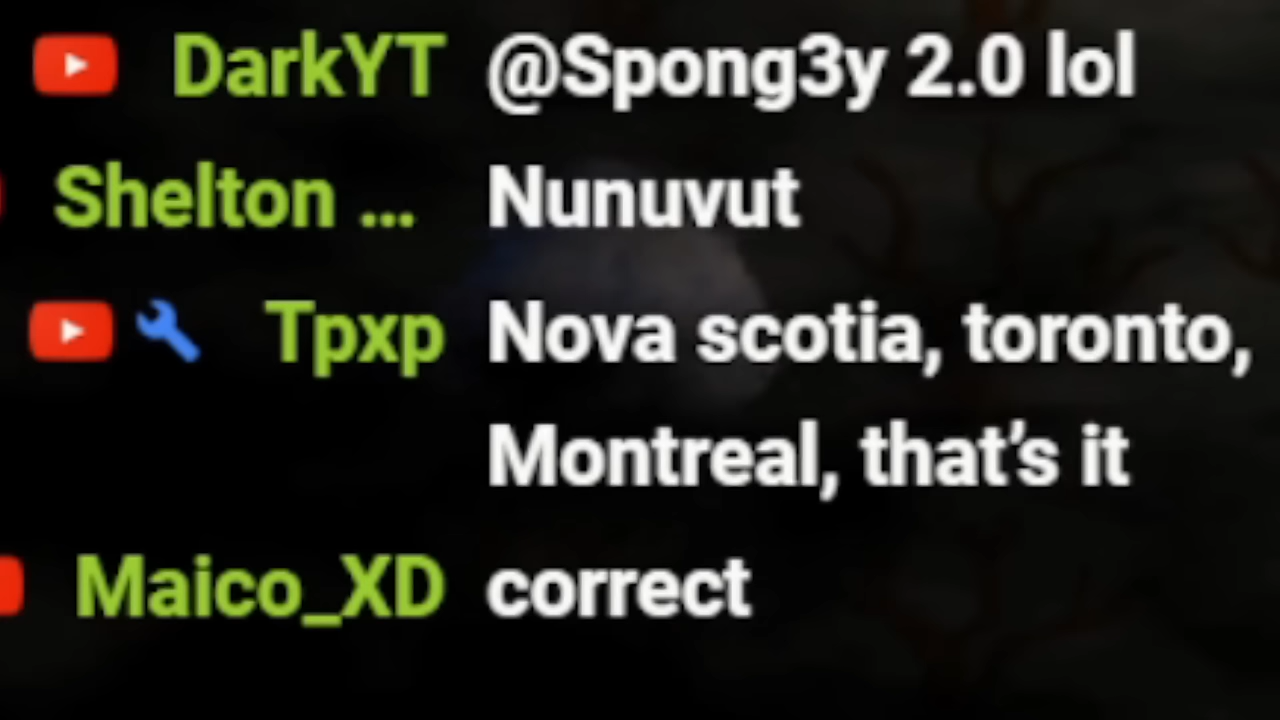 DarkYT @Spong3y 2.0 lol
Shelton ... Nunuvut
Tpxp Nova scotia, toronto,
Montreal, that’s it
Maico_XD correct